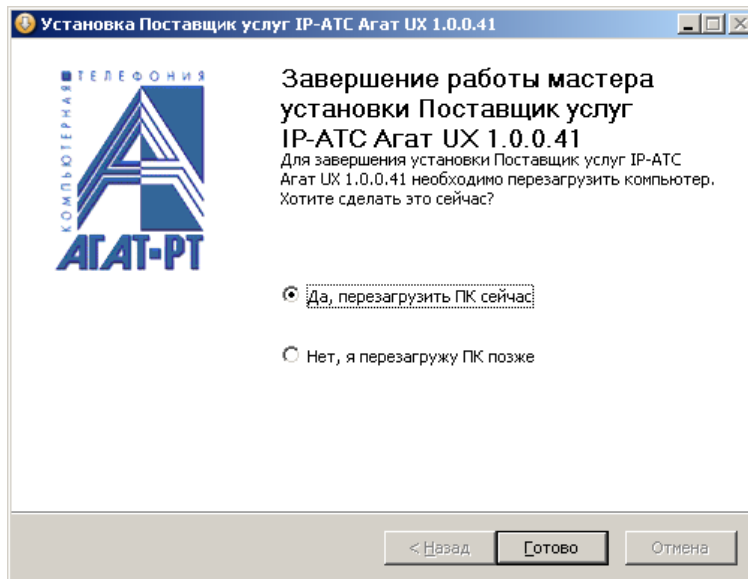 Установка Поставщик услуг IP-АТС Агат UX 1.0.0.41
ТЕЛЕФОНИЯ
КОМПЬЮТЕРНАЯ
АГАТ-РТ
Завершение работы мастера
установки Поставщик услуг
IP-АТС Агат UX 1.0.0.41
Для завершения установки Поставщик услуг IP-АТС
Агат UX 1.0.0.41 необходимо перезагрузить компьютер.
Хотите сделать это сейчас?
Да, перезагрузить ПК сейчас
Нет, я перезагружу ПК позже
< Назад
Готово
Отмена